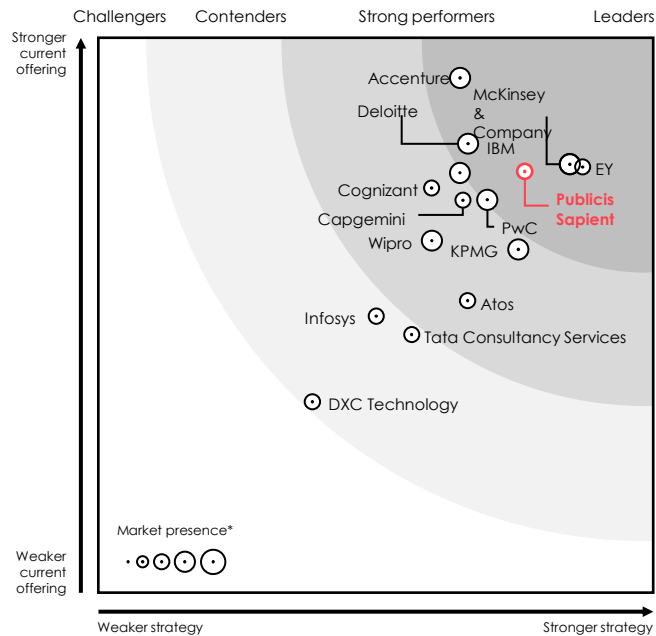 Challengers Contenders Strong performers Leaders
Stronger
current
offering
Accenture
McKinsey
&
Company
Deloitte
IBM
EY
Cognizant
Publicis
Sapient
Capgemini
PwC
Wipro
KPMG
Atos
Infosys
Tata Consultancy Services
DXC Technology
Market presence*
Weaker
current
offering
Weaker strategy
Stronger strategy